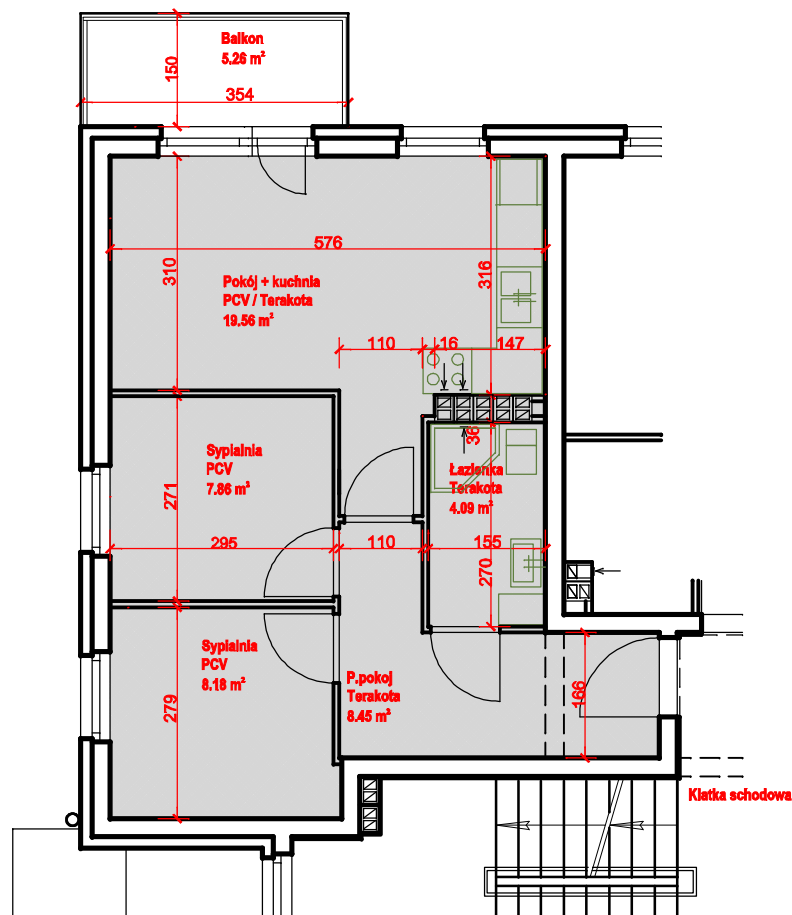 Balkon
5.26 m²
150
354
576
310
316
Pokój + kuchnia
PCV / Terakota
19.56 m²
110
16
147
36
Sypialnia
PCV
7.86 m²
271
Łazienka
Terakota
4.09 m²
295
110
155
270
Sypialnia
PCV
8.18 m²
279
P.pokoj
Terakota
8.45 m²
166
Klatka schodowa